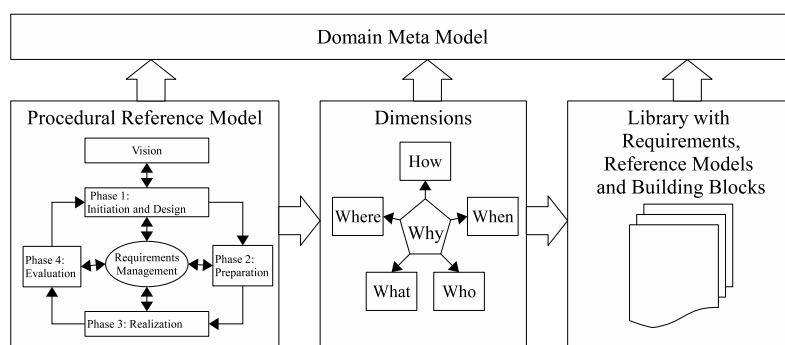 Domain Meta Model
Procedural Reference Model
Vision
Phase 1:
Initiation and Design
Phase 4:
Evaluation
Requirements
Management
Phase 2:
Preparation
Phase 3: Realization
Dimensions
How
Where
When
Why
What
Who
Library with
Requirements,
Reference Models
and Building Blocks